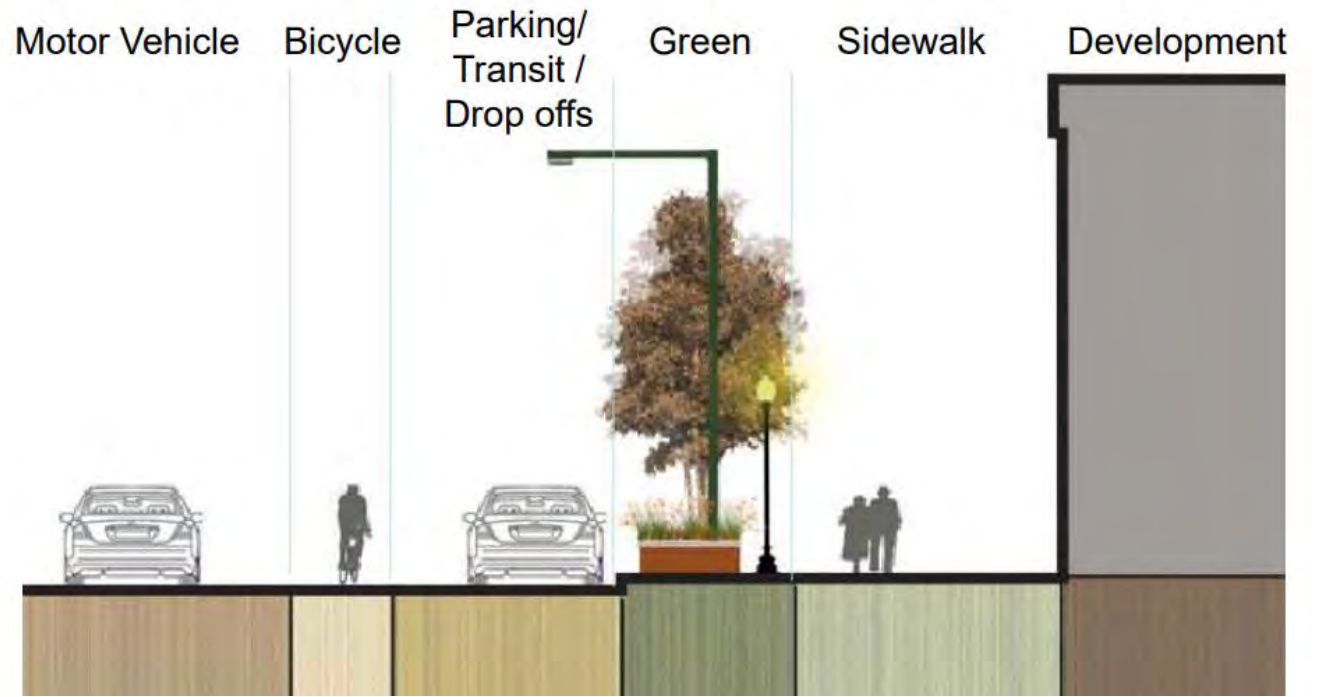 Motor Vehicle
Bicycle
Parking/
Transit /
Drop offs
Green
Sidewalk
Development